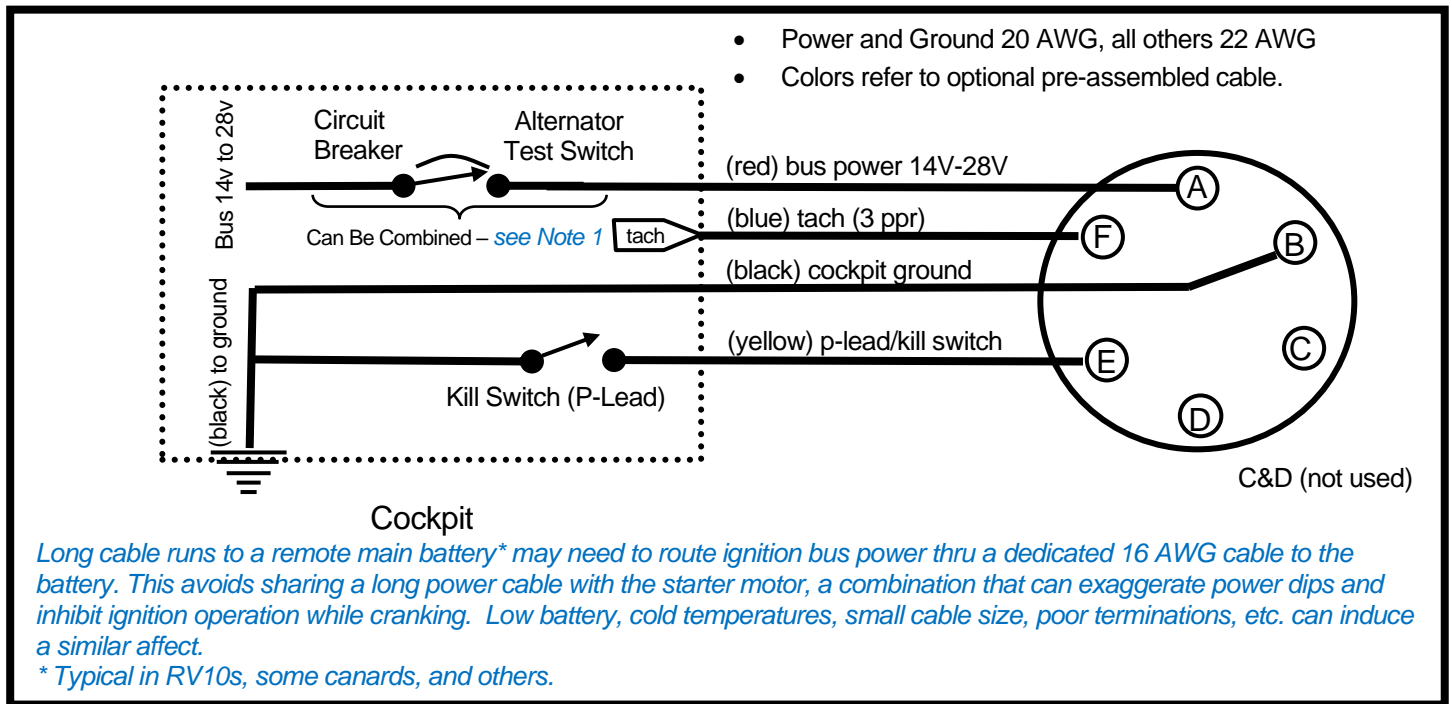 • Power and Ground 20 AWG, all others 22 AWG
• Colors refer to optional pre-assembled cable.
Bus 14v to 28v
Circuit
Breaker
Alternator
Test Switch
(red) bus power 14V-28V
A
(blue) tach (3 ppr)
Can Be Combined – see Note 1
tach
F
B
(black) cockpit ground
(black) to ground
(yellow) p-lead/kill switch
C
E
Kill Switch (P-Lead)
D
C&D (not used)
Cockpit
Long cable runs to a remote main battery* may need to route ignition bus power thru a dedicated 16 AWG cable to the
battery. This avoids sharing a long power cable with the starter motor, a combination that can exaggerate power dips and
inhibit ignition operation while cranking.  Low battery, cold temperatures, small cable size, poor terminations, etc. can induce
a similar affect.
* Typical in RV10s, some canards, and others.